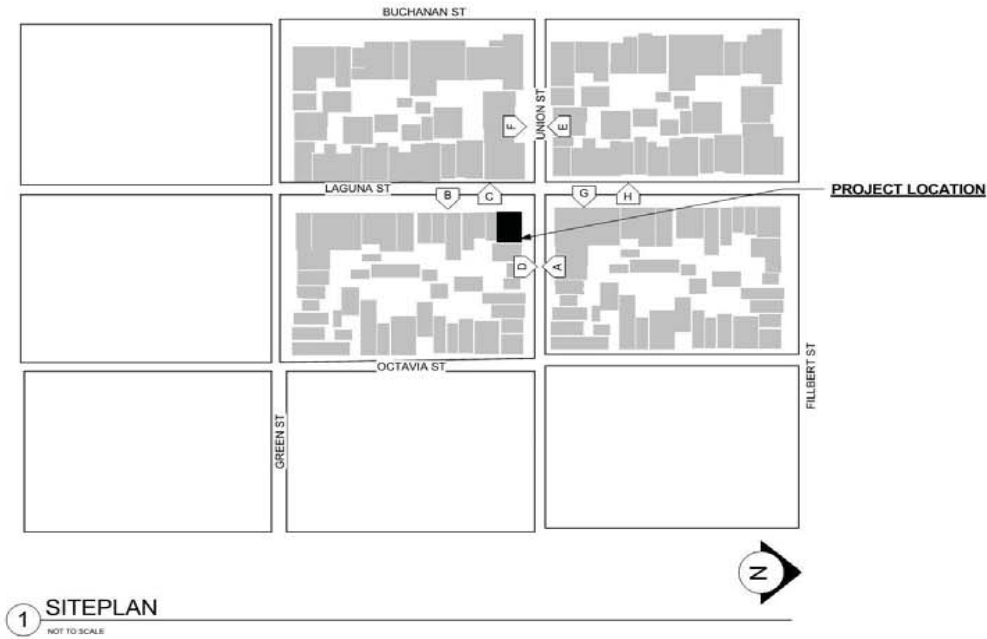 BUCHANAN ST
UNION ST
F
E
LAGUNA ST
B
C
G
H
PROJECT LOCATION
D
A
OCTAVIA ST
FILLBERT ST
GREEN ST
N
1
SITEPLAN
NOT TO SCALE